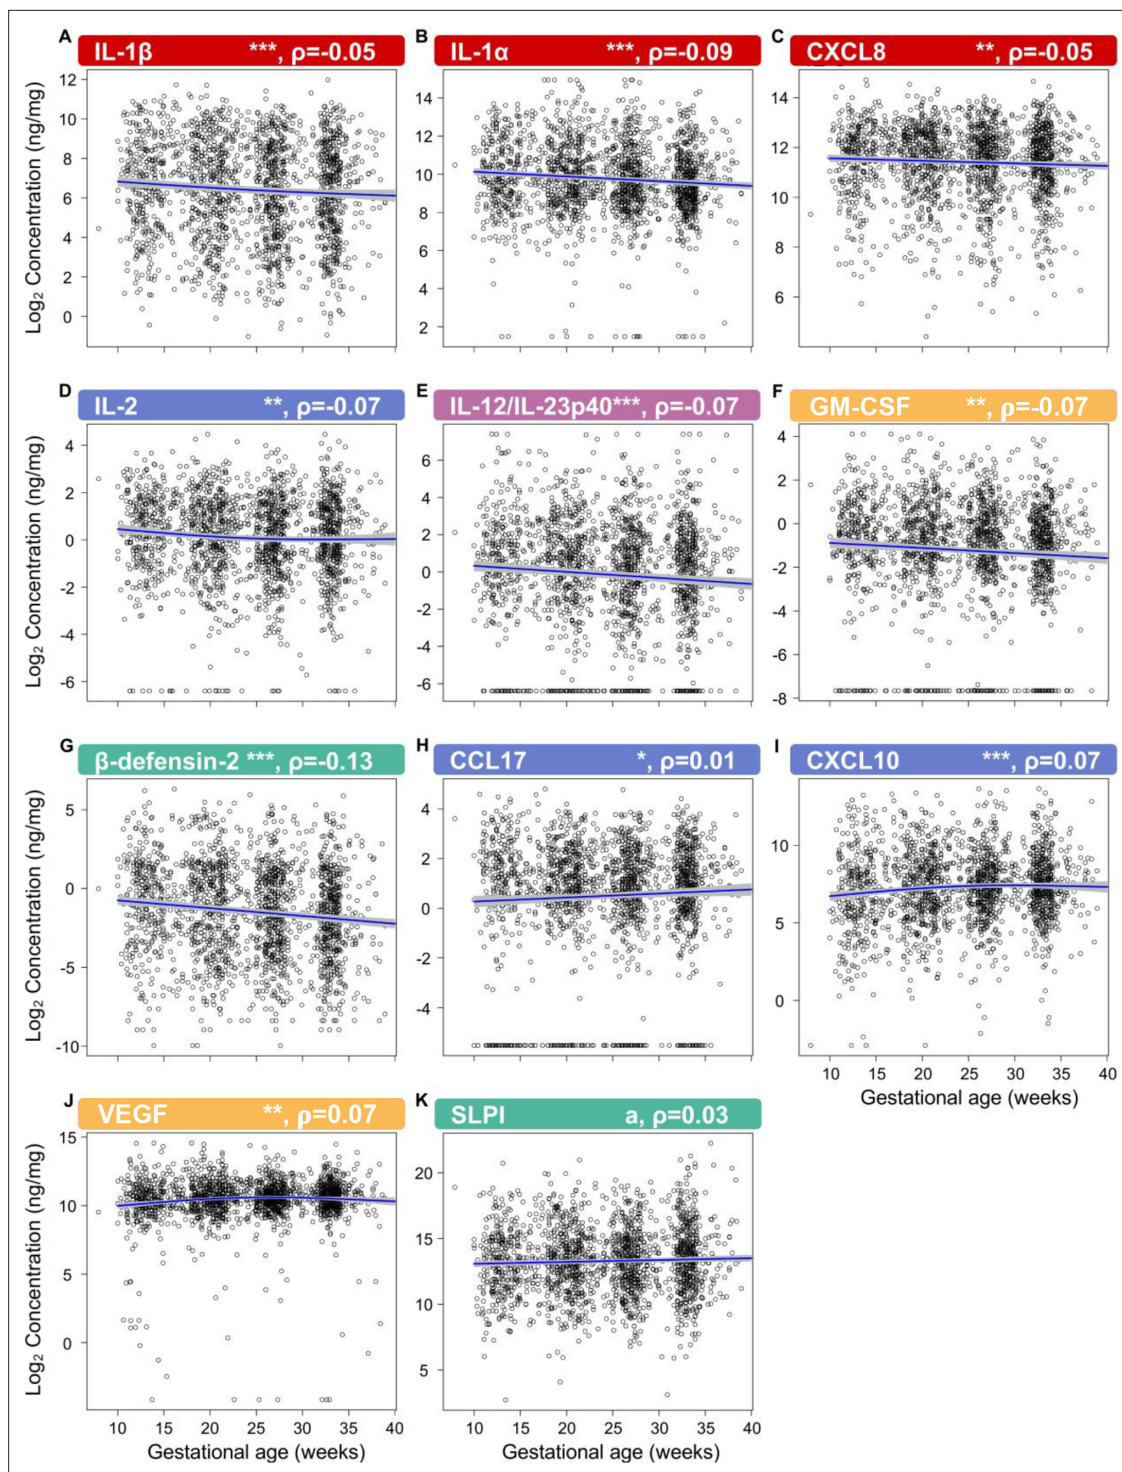 A IL-1β ***, ρ=-0.05
B IL-1α ***, ρ=-0.09
C CXCL8 **, ρ=-0.05
Log₂ Concentration (ng/mg)
12
10
8
6
4
2
0
14
12
10
8
6
4
2
14
12
10
8
6
D IL-2 **, ρ=-0.07
E IL-12/IL-23p40***, ρ=-0.07
F GM-CSF **, ρ=-0.07
Log₂ Concentration (ng/mg)
4
2
0
-2
-4
-6
6
4
2
0
-2
-4
-6
4
2
0
-2
-4
-6
-8
G β-defensin-2 ***, ρ=-0.13
H CCL17 *, ρ=0.01
I CXCL10 ***, ρ=0.07
Log₂ Concentration (ng/mg)
5
0
-5
-10
4
2
0
-2
-4
10
5
0
10 15 20 25 30 35 40
Gestational age (weeks)
J VEGF **, ρ=0.07
K SLPI a, ρ=0.03
Log₂ Concentration (ng/mg)
15
10
5
0
20
15
10
5
10 15 20 25 30 35 40
10 15 20 25 30 35 40
Gestational age (weeks)
Gestational age (weeks)